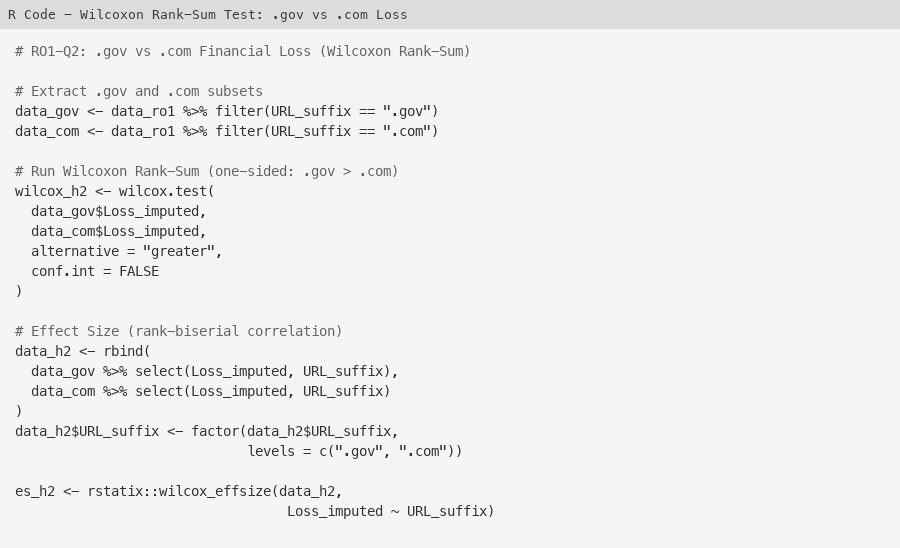 R Code - Wilcoxon Rank-Sum Test: .gov vs .com Loss
# RO1-Q2: .gov vs .com Financial Loss (Wilcoxon Rank-Sum)
# Extract .gov and .com subsets
data_gov <- data_ro1 %>% filter(URL_suffix == ".gov")
data_com <- data_ro1 %>% filter(URL_suffix == ".com")
# Run Wilcoxon Rank-Sum (one-sided: .gov > .com)
wilcox_h2 <- wilcox.test(
  data_gov$Loss_imputed,
  data_com$Loss_imputed,
  alternative = "greater",
  conf.int = FALSE
)
# Effect Size (rank-biserial correlation)
data_h2 <- rbind(
  data_gov %>% select(Loss_imputed, URL_suffix),
  data_com %>% select(Loss_imputed, URL_suffix)
)
data_h2$URL_suffix <- factor(data_h2$URL_suffix,
                             levels = c(".gov", ".com"))
es_h2 <- rstatix::wilcox_effsize(data_h2,
                                  Loss_imputed ~ URL_suffix)